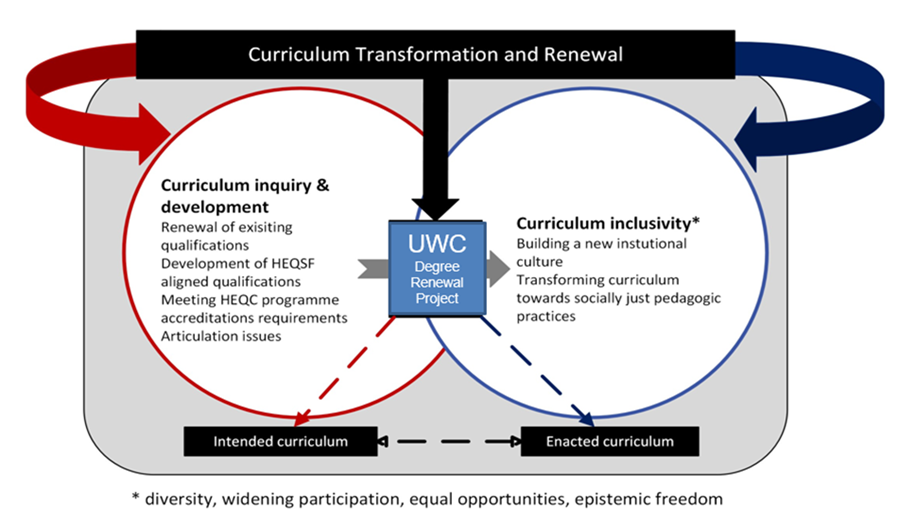 Curriculum Transformation and Renewal
Curriculum inquiry &
development
Renewal of exisiting
qualifications
Development of HEQSF
aligned qualifications
Meeting HEQC programme
accreditations requirements
Articulation issues
UWC
Degree
Renewal
Project
Curriculum inclusivity*
Building a new instutional
culture
Transforming curriculum
towards socially just pedagogic
practices
Intended curriculum
Enacted curriculum
* diversity, widening participation, equal opportunities, epistemic freedom